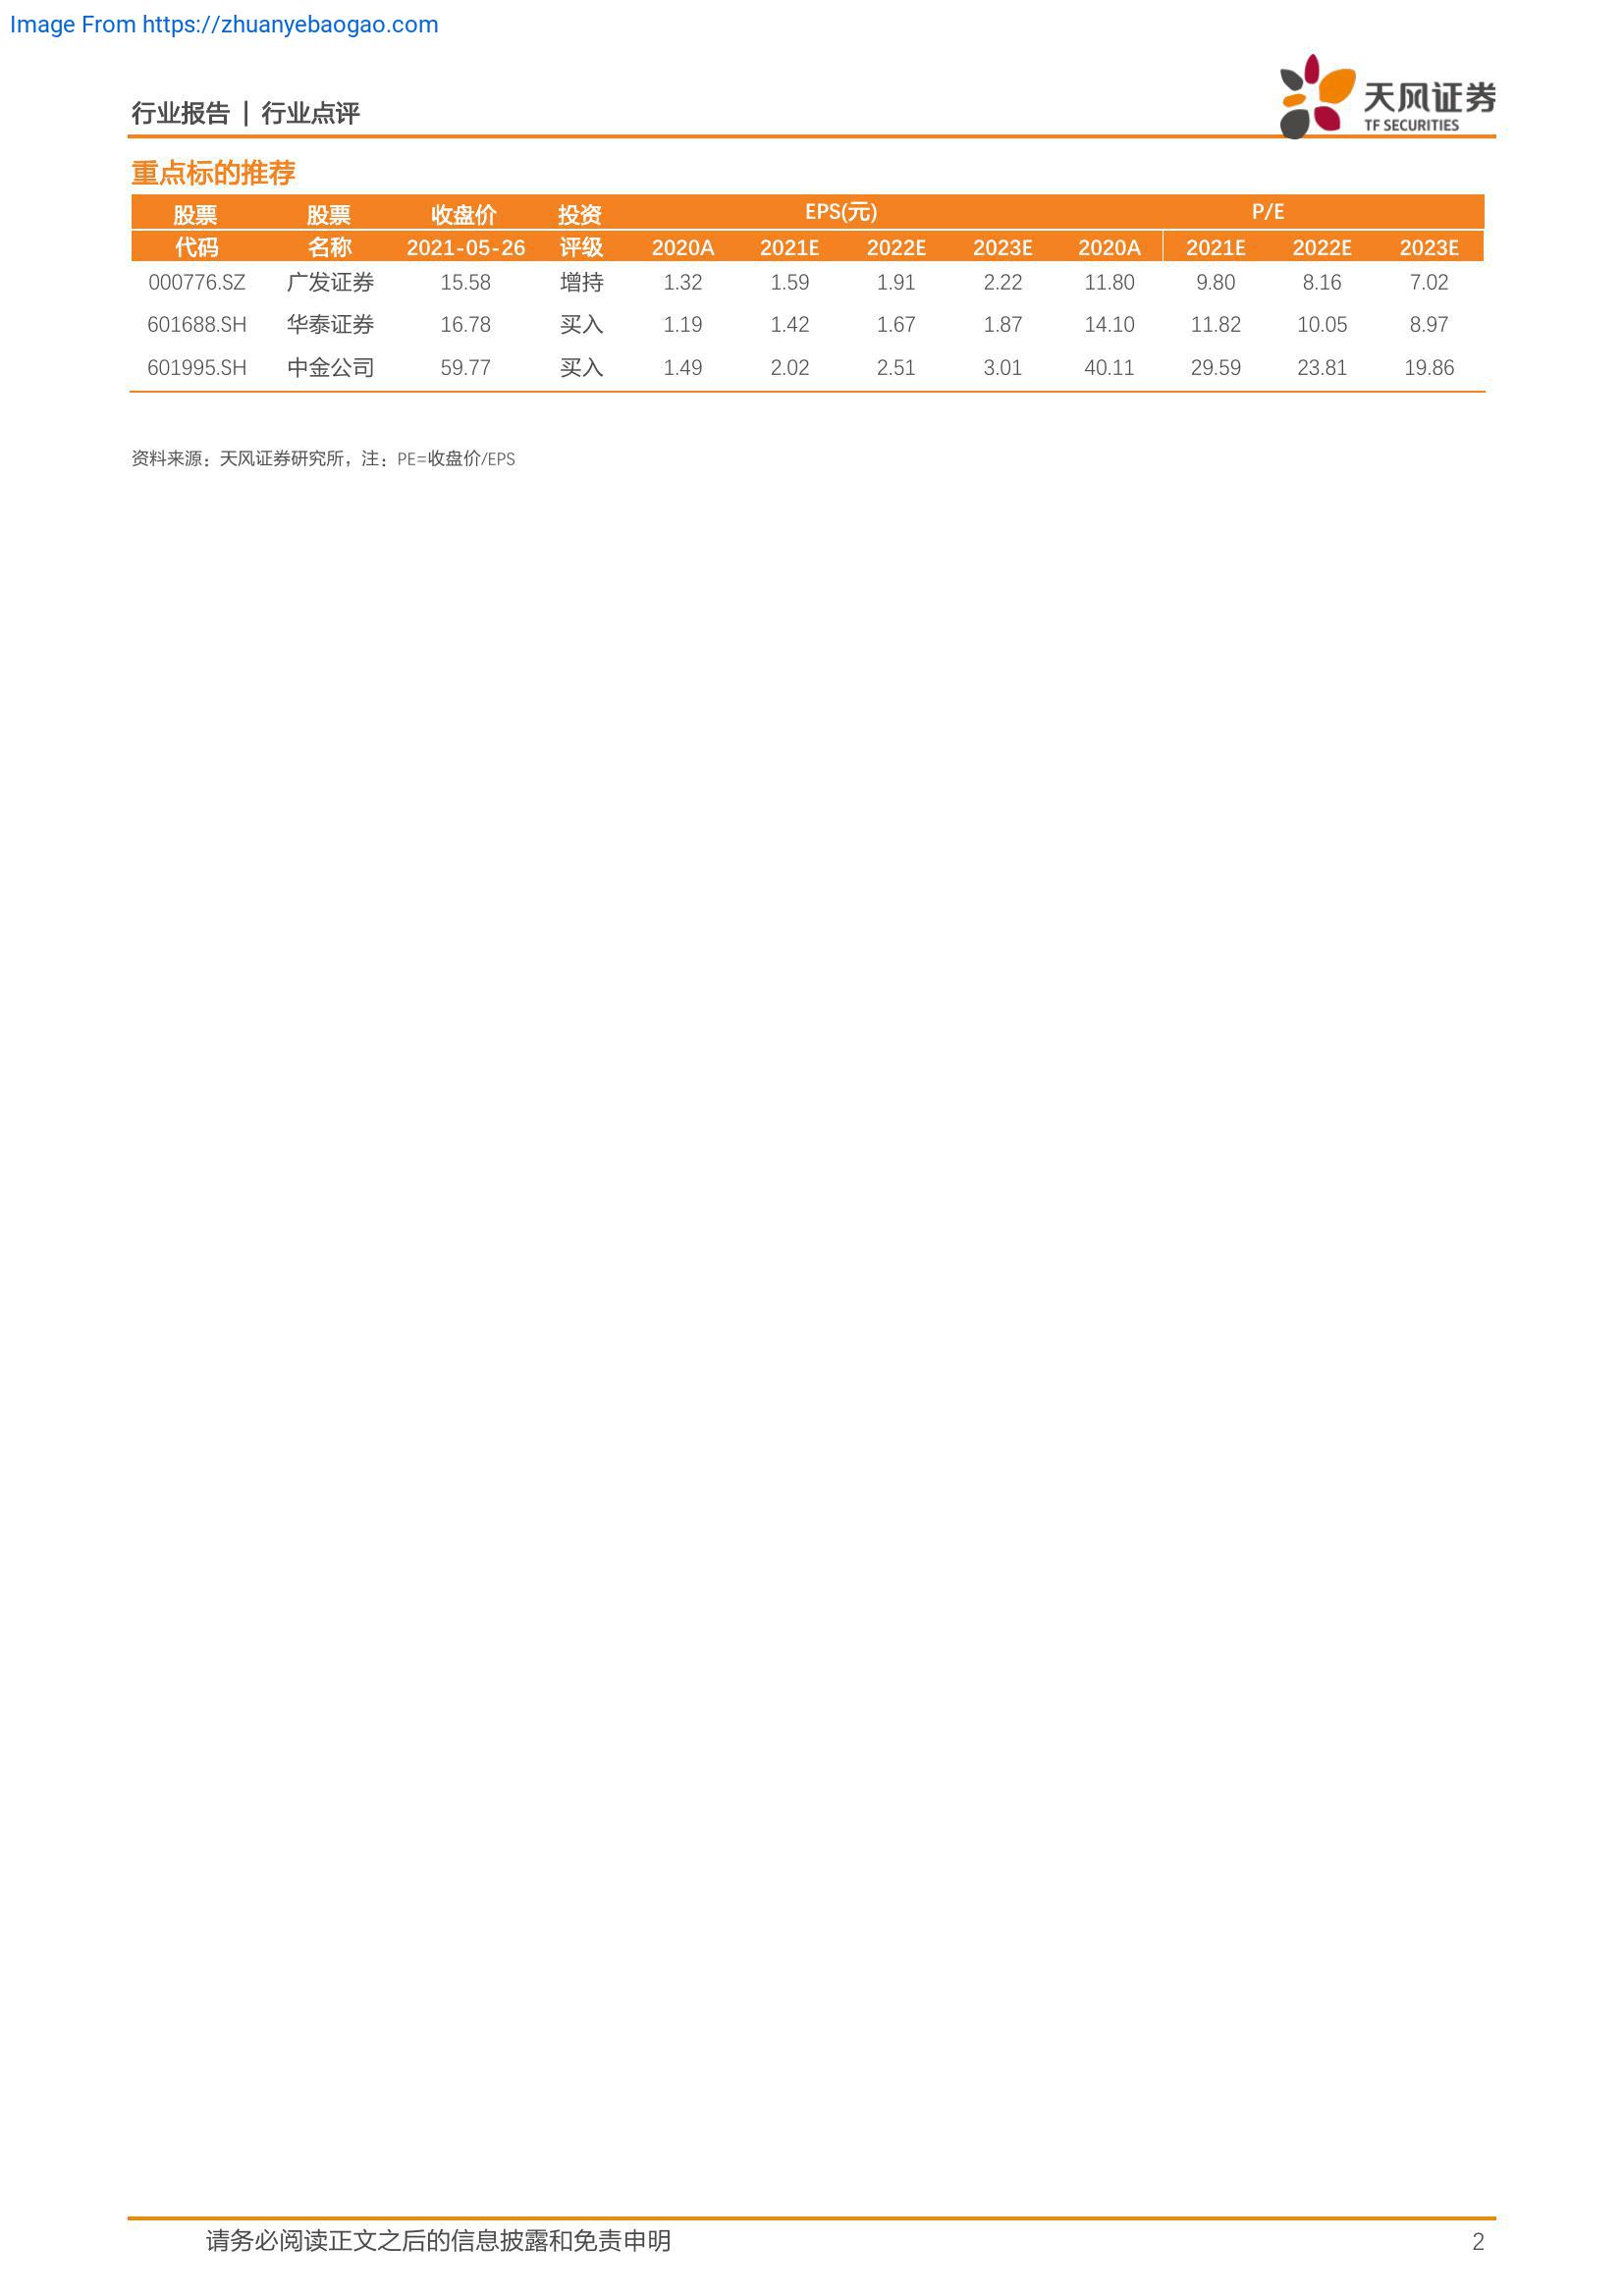 Image From https://zhuanyebaogao.com
行业报告 | 行业点评
天风证券
TF SECURITIES
重点标的推荐
股票 股票 收盘价 投资 EPS(元) P/E
代码 名称 2021-05-26 评级 2020A 2021E 2022E 2023E 2020A 2021E 2022E 2023E
000776.SZ 广发证券 15.58 增持 1.32 1.59 1.91 2.22 11.80 9.80 8.16 7.02
601688.SH 华泰证券 16.78 买入 1.19 1.42 1.67 1.87 14.10 11.82 10.05 8.97
601995.SH 中金公司 59.77 买入 1.49 2.02 2.51 3.01 40.11 29.59 23.81 19.86
资料来源：天风证券研究所，注：PE=收盘价/EPS
请务必阅读正文之后的信息披露和免责申明 2